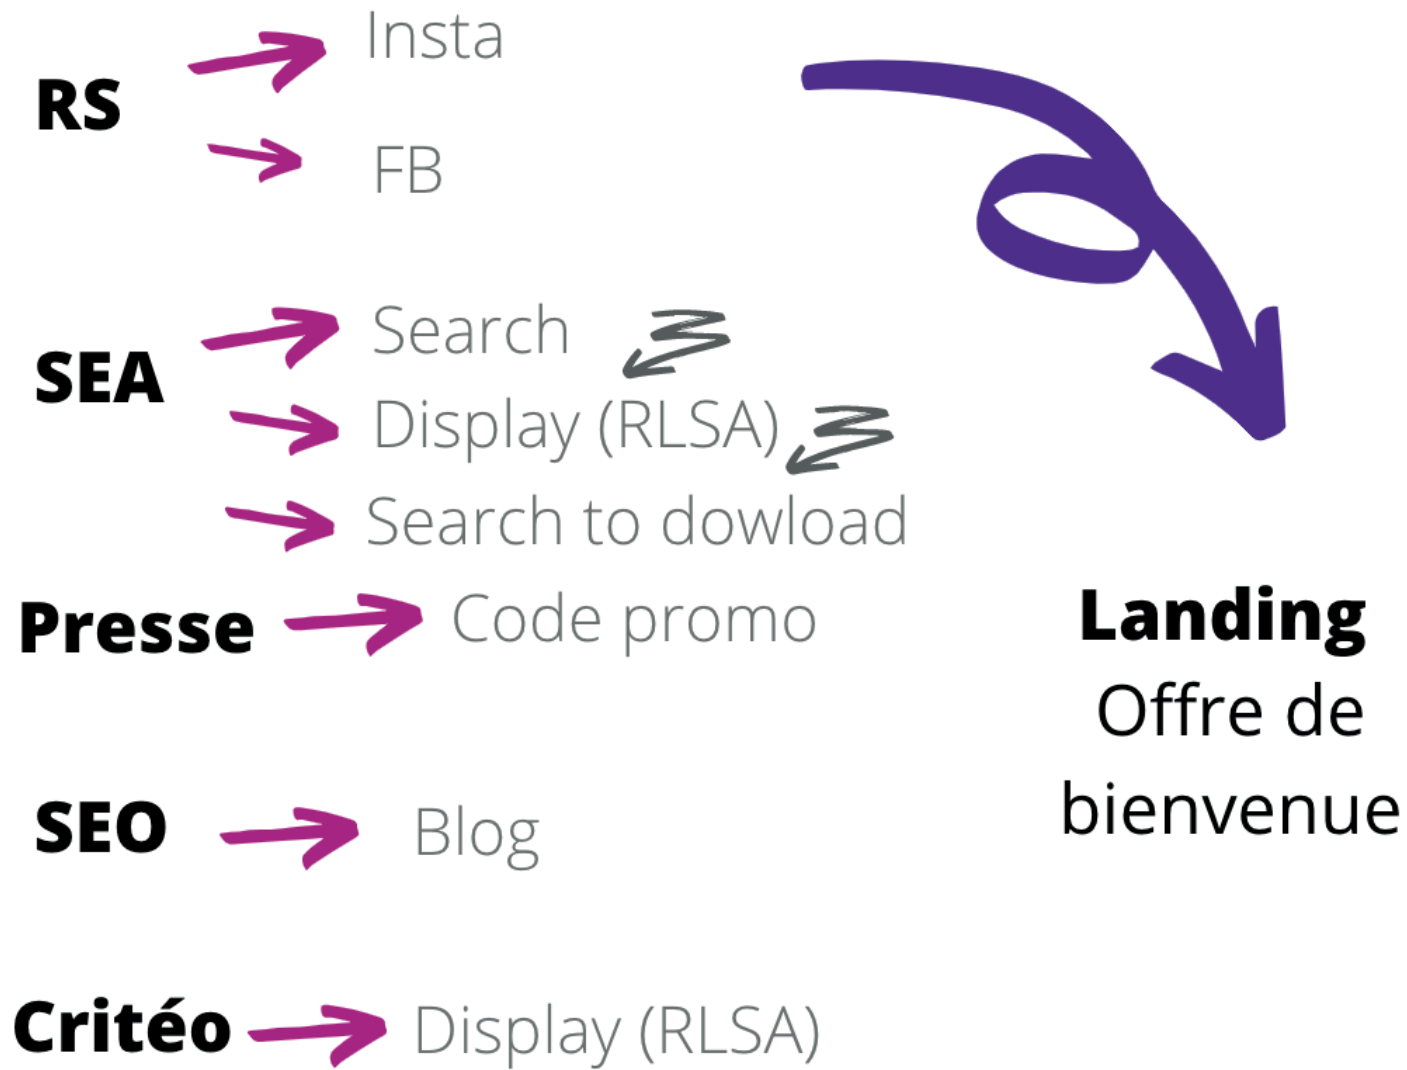 RS
Insta
FB
SEA
Search
Display (RLSA)
Search to dowload
Presse
Code promo
SEO
Blog
Critéo
Display (RLSA)
Landing
Offre de
bienvenue